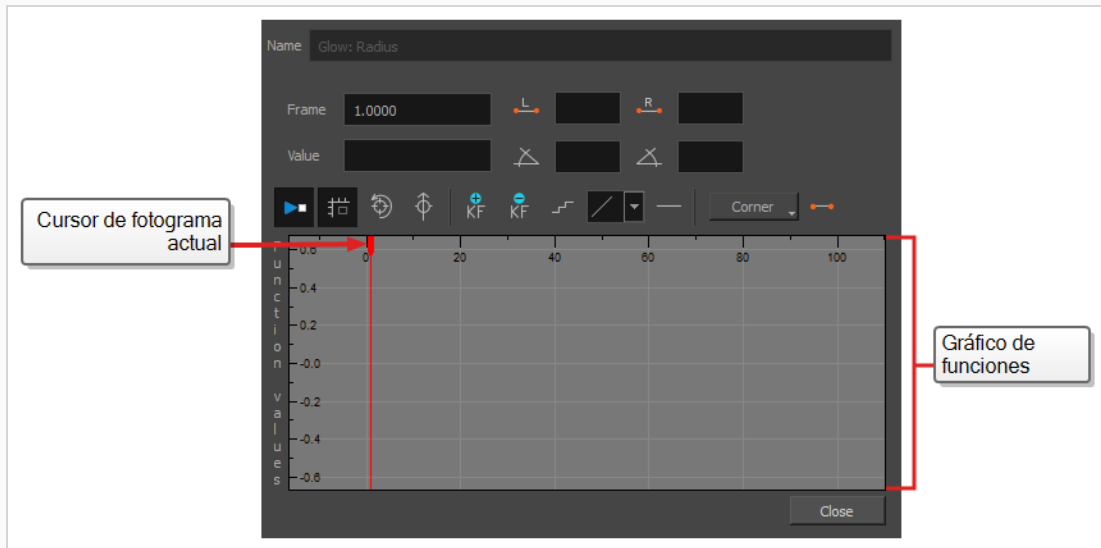 Name Glow: Radius
Frame 1.0000 L R
Value
KF KF Corner
Cursor de fotograma
actual
Function values
0 20 40 60 80 100
-0.6
-0.4
-0.2
-0.0
-0.2
-0.4
-0.6
Gráfico de
funciones
Close